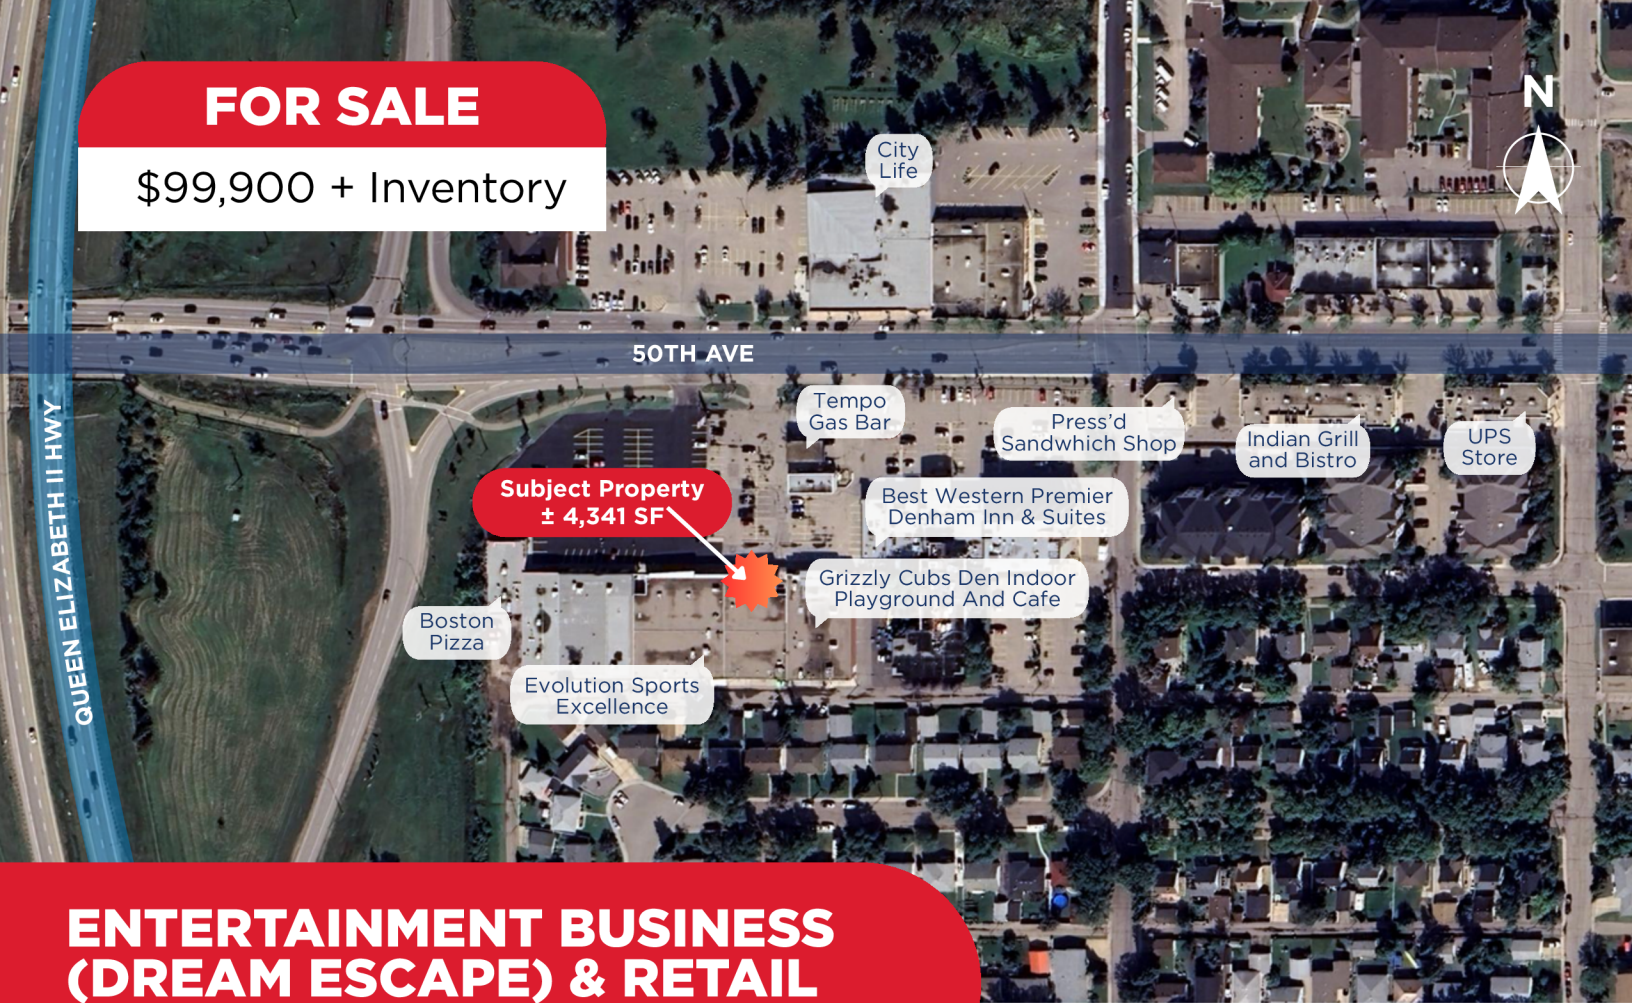 FOR SALE
$99,900 + Inventory
N
City
Life
50TH AVE
Tempo
Gas Bar
Press’d
Sandwhich Shop
Indian Grill
and Bistro
UPS
Store
QUEEN ELIZABETH II HWY
Subject Property
± 4,341 SF
Best Western Premier
Denham Inn & Suites
Grizzly Cubs Den Indoor
Playground And Cafe
Boston
Pizza
Evolution Sports
Excellence
ENTERTAINMENT BUSINESS
(DREAM ESCAPE) & RETAIL